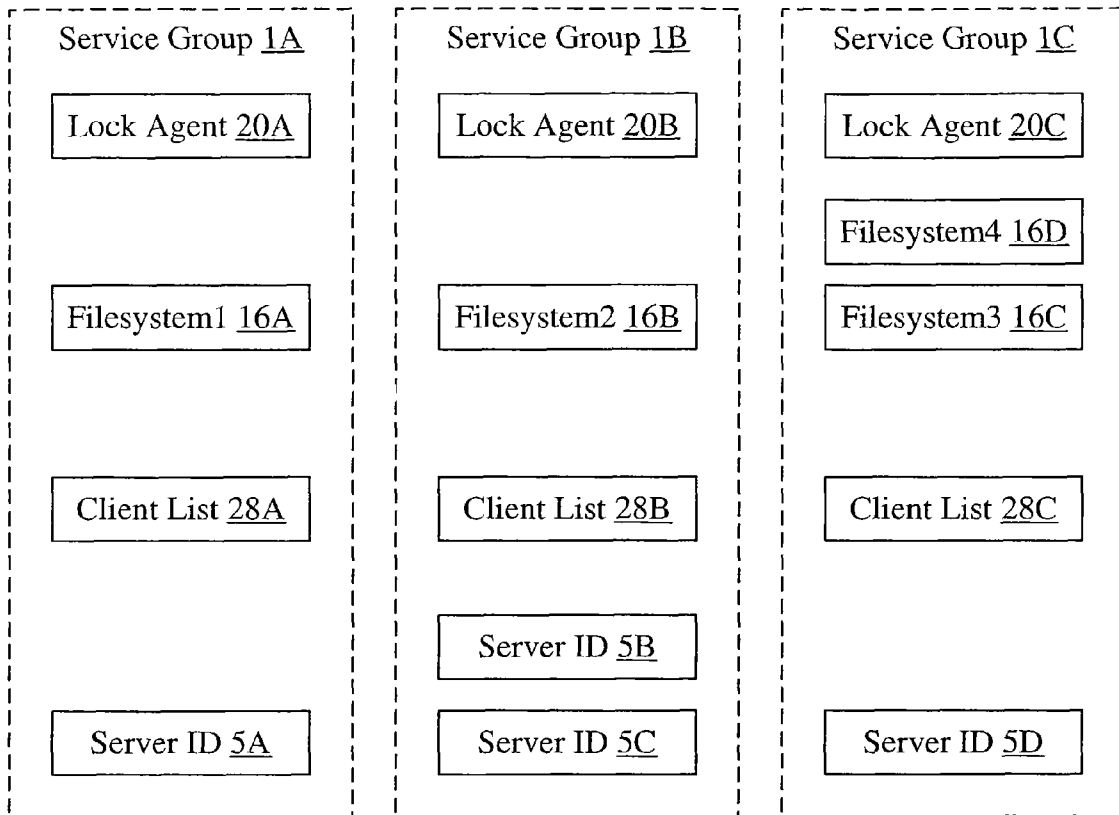 Service Group 1A
Lock Agent 20A
Filesystem1 16A
Client List 28A
Server ID 5A
Service Group 1B
Lock Agent 20B
Filesystem2 16B
Client List 28B
Server ID 5B
Server ID 5C
Service Group 1C
Lock Agent 20C
Filesystem4 16D
Filesystem3 16C
Client List 28C
Server ID 5D